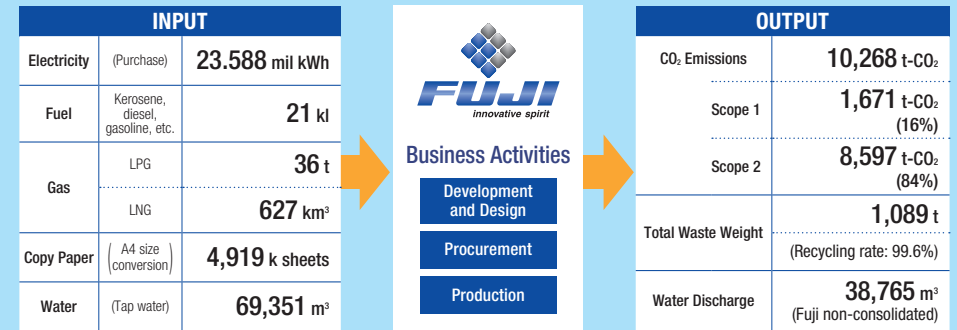 INPUT
Electricity (Purchase) 23.588 mil kWh
Fuel Kerosene, diesel, gasoline, etc. 21 kl
Gas LPG 36 t
LNG 627 km³
Copy Paper (A4 size conversion) 4,919 k sheets
Water (Tap water) 69,351 m³
FUJI
innovative spirit
Business Activities
Development
and Design
Procurement
Production
OUTPUT
CO₂ Emissions 10,268 t-CO₂
Scope 1 1,671 t-CO₂
(16%)
Scope 2 8,597 t-CO₂
(84%)
Total Waste Weight 1,089 t
(Recycling rate: 99.6%)
Water Discharge 38,765 m³
(Fuji non-consolidated)